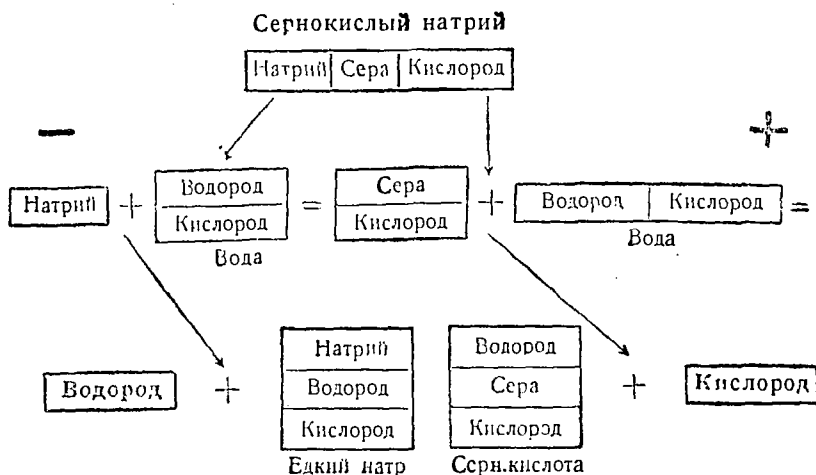 Сернокислый натрий
Натрий Сера Кислород
— +
Натрий + Водород Кислород = Сера Кислород + Водород Кислород =
Вода Вода
Водород + Натрий Водород Кислород Водород Сера Кислород + Кислород
Едкий натр Серн.кислота